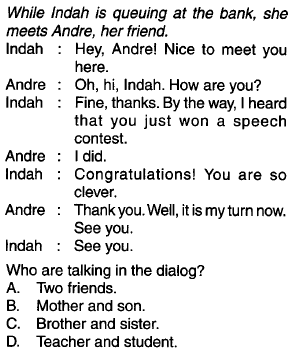 While Indah is queuing at the bank, she
meets Andre, her friend.
Indah : Hey, Andre! Nice to meet you
here.
Andre : Oh, hi, Indah. How are you?
Indah : Fine, thanks. By the way, I heard
that you just won a speech
contest.
Andre : I did.
Indah : Congratulations! You are so
clever.
Andre : Thank you. Well, it is my turn now.
See you.
Indah : See you.
Who are talking in the dialog?
A. Two friends.
B. Mother and son.
C. Brother and sister.
D. Teacher and student.